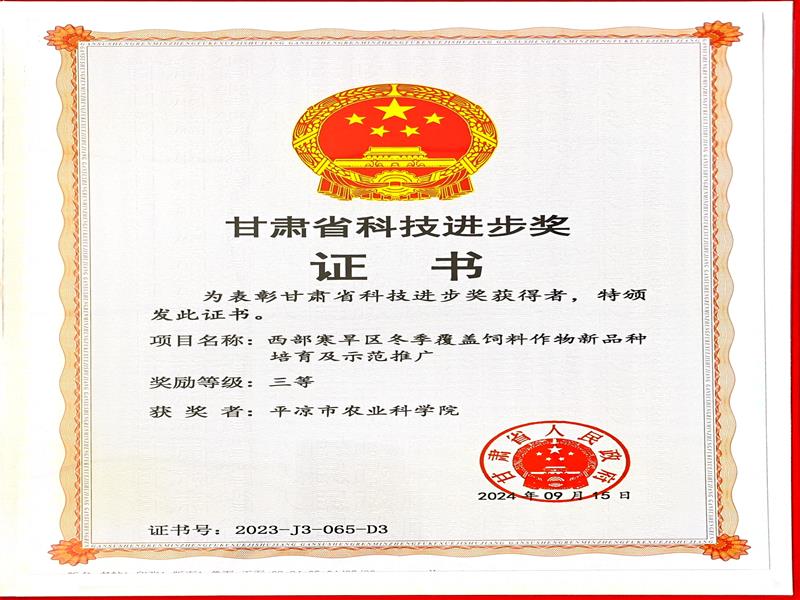 甘肃省科技进步奖
证 书
为表彰甘肃省科技进步奖获得者，特颁
发此证书。
项目名称：西部寒旱区冬季覆盖饲料作物新品种
培育及示范推广
奖励等级：三等
获 奖 者：平凉市农业科学院
甘肃省人民政府
2024 年 09 月 15 日
证书号：2023-J3-065-D3